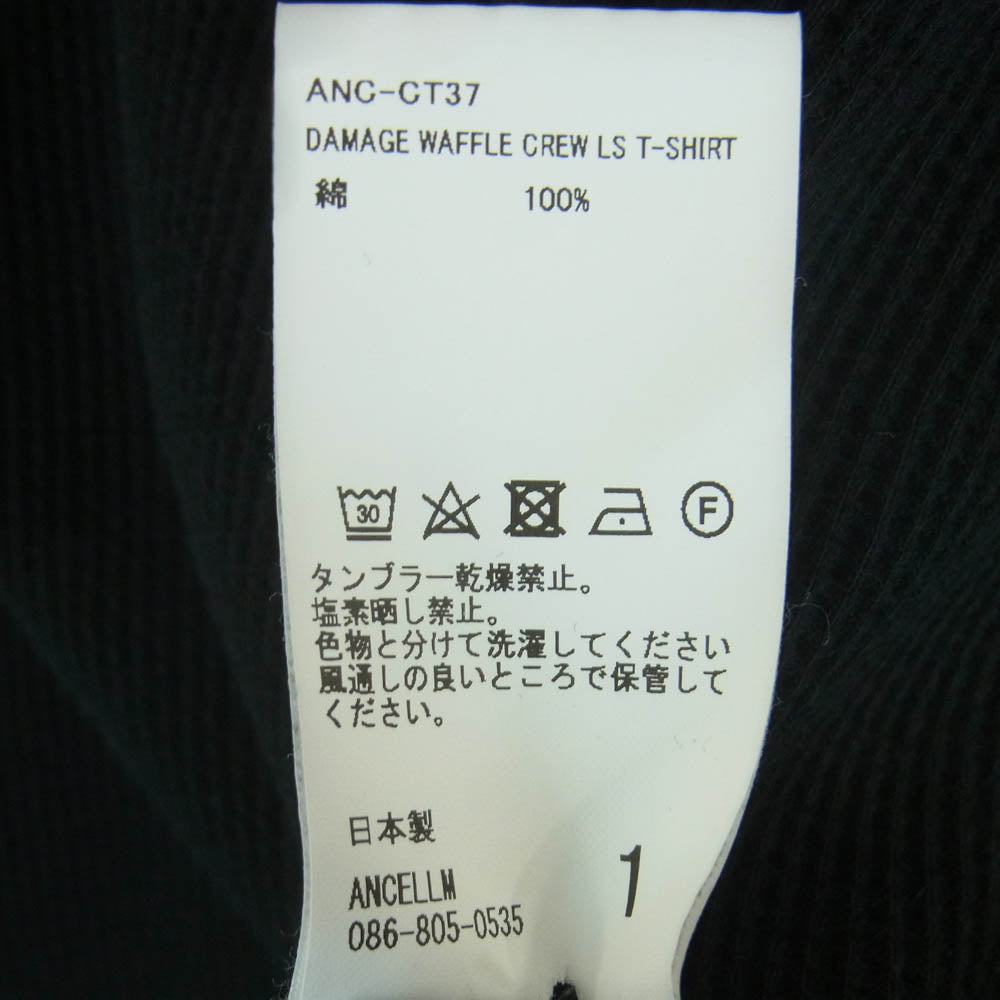 ANC-CT37
DAMAGE WAFFLE CREW LS T-SHIRT
綿 100%
30 F
タンブラー乾燥禁止。
塩素晒し禁止。
色物と分けて洗濯してください
風通しの良いところで保管して
ください。
日本製
ANCELLM
086-805-0535
1